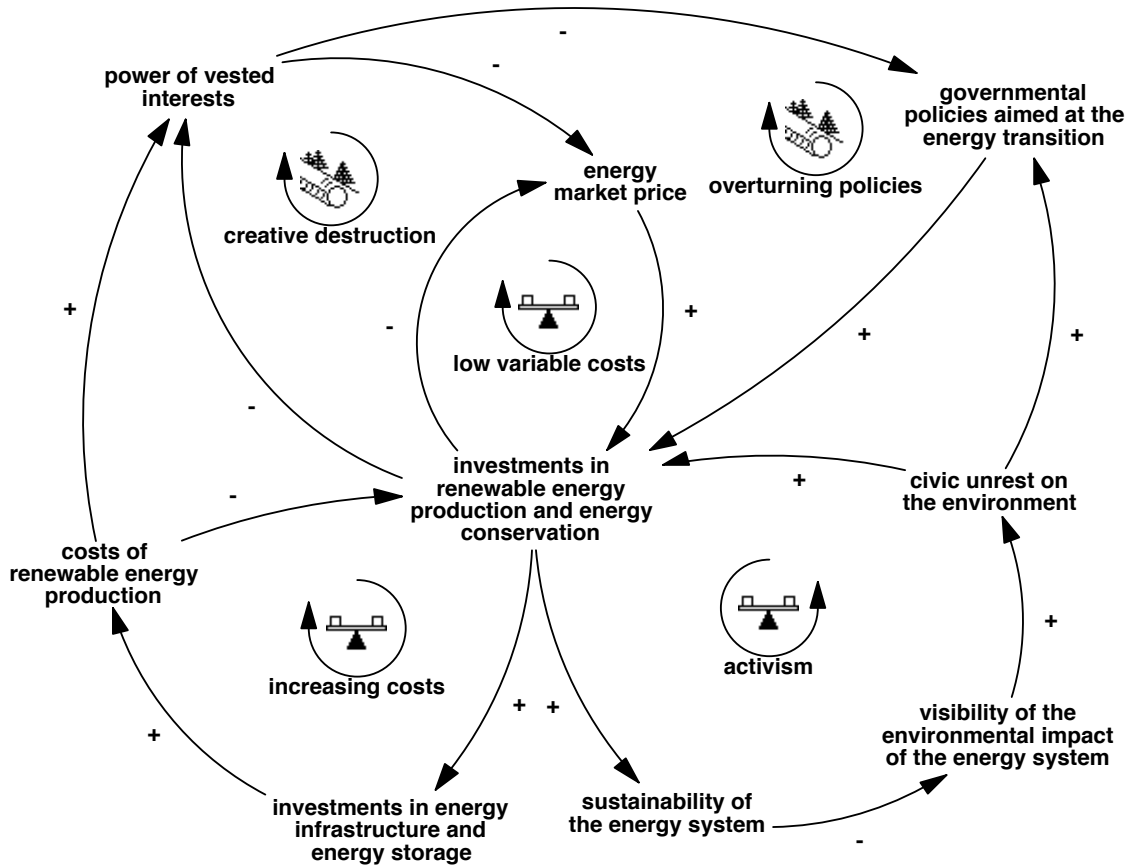 -
-
power of vested
interests
governmental
policies aimed at the
energy transition
energy
market price
overturning policies
creative destruction
+
-
+
+
+
low variable costs
-
investments in
renewable energy
production and energy
conservation
+
civic unrest on
the environment
-
costs of
renewable energy
production
+
increasing costs
activism
+
+
+
visibility of the
environmental impact
of the energy system
investments in energy
infrastructure and
energy storage
sustainability of
the energy system
-